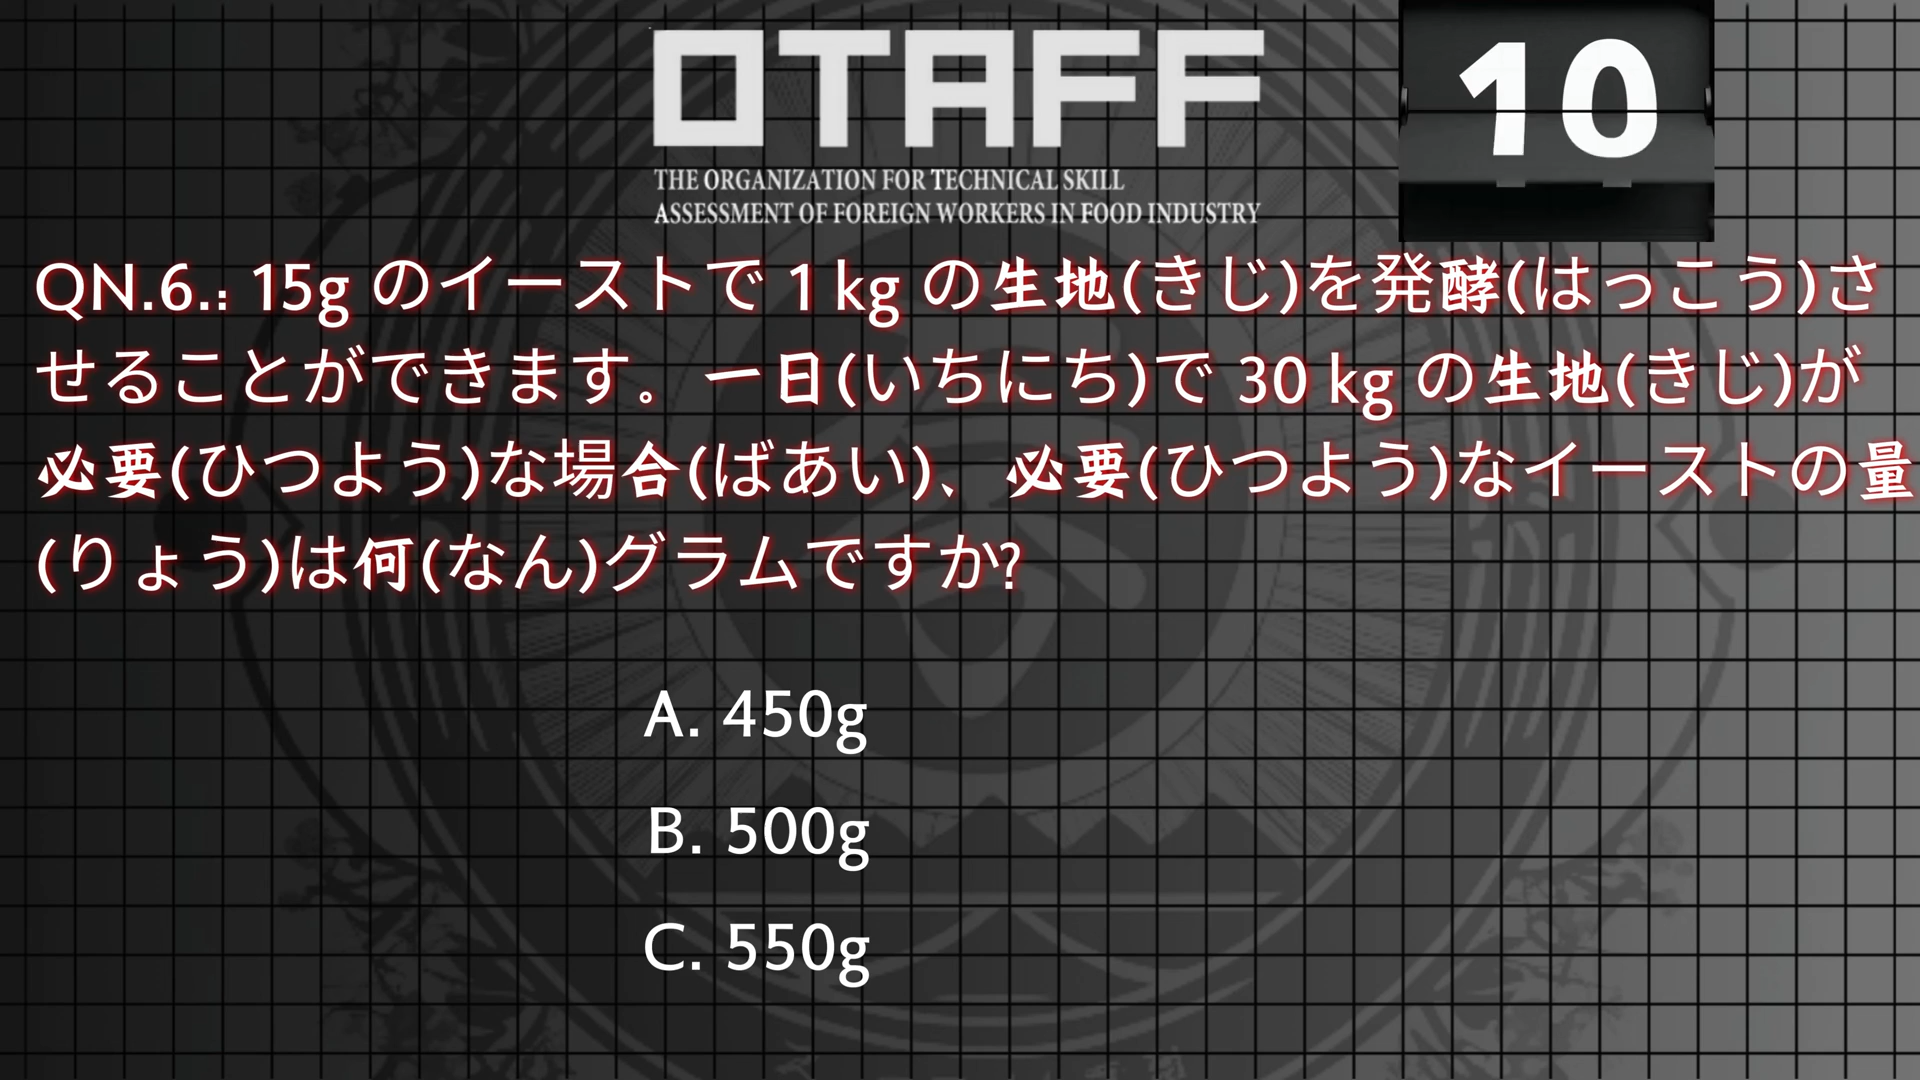 OTAFF
10
THE ORGANIZATION FOR TECHNICAL SKILL
ASSESSMENT OF FOREIGN WORKERS IN FOOD INDUSTRY
QN.6.: 15g のイーストで 1 kg の生地(きじ)を発酵(はっこう)さ
せることができます。一日(いちにち)で 30 kg の生地(きじ)が
必要(ひつよう)な場合(ばあい)、必要(ひつよう)なイーストの量
(りょう)は何(なん)グラムですか?
A. 450g
B. 500g
C. 550g